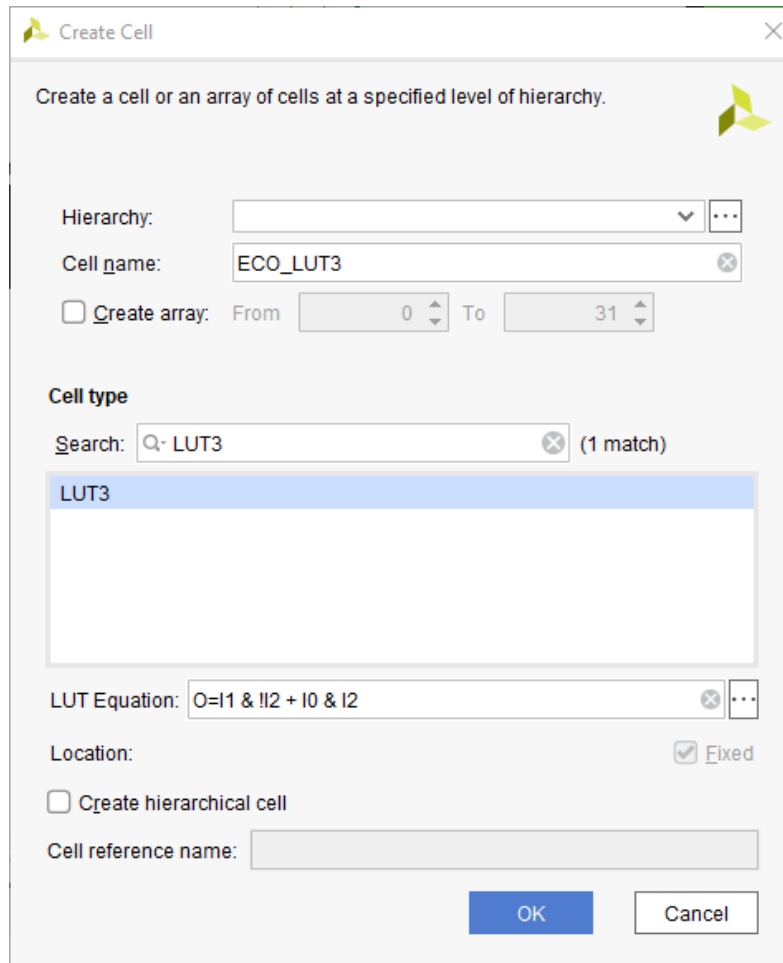 Create Cell
Create a cell or an array of cells at a specified level of hierarchy.
Hierarchy:
Cell name: ECO_LUT3
Create array: From 0 To 31
Cell type
Search: LUT3 (1 match)
LUT3
LUT Equation: O=I1 & !I2 + I0 & I2
Location: Fixed
Create hierarchical cell
Cell reference name:
OK Cancel